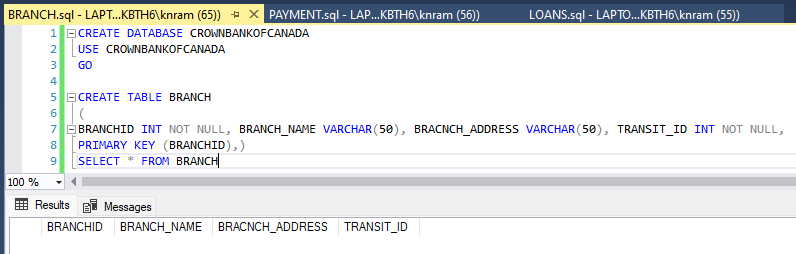 BRANCH.sql - LAPT...KBTH6\knram (65)) PAYMENT.sql - LAP...KBTH6\knram (56)) LOANS.sql - LAPTO...KBTH6\knram (55))
1 CREATE DATABASE CROWNBANKOFCANADA
2 USE CROWNBANKOFCANADA
3 GO
4
5 CREATE TABLE BRANCH
6 (
7 BRANCHID INT NOT NULL, BRANCH_NAME VARCHAR(50), BRACNCH_ADDRESS VARCHAR(50), TRANSIT_ID INT NOT NULL,
8 PRIMARY KEY (BRANCHID),)
9 SELECT * FROM BRANCH
100 %
Results Messages
BRANCHID BRANCH_NAME BRACNCH_ADDRESS TRANSIT_ID